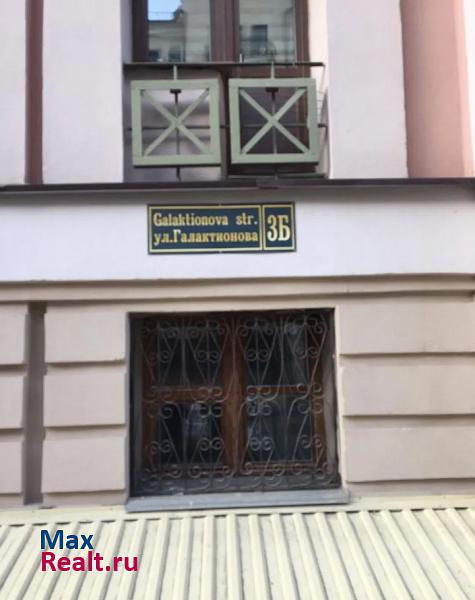 Galaktionova str.
ул.Галактионова
3Б
Max
Realt.ru